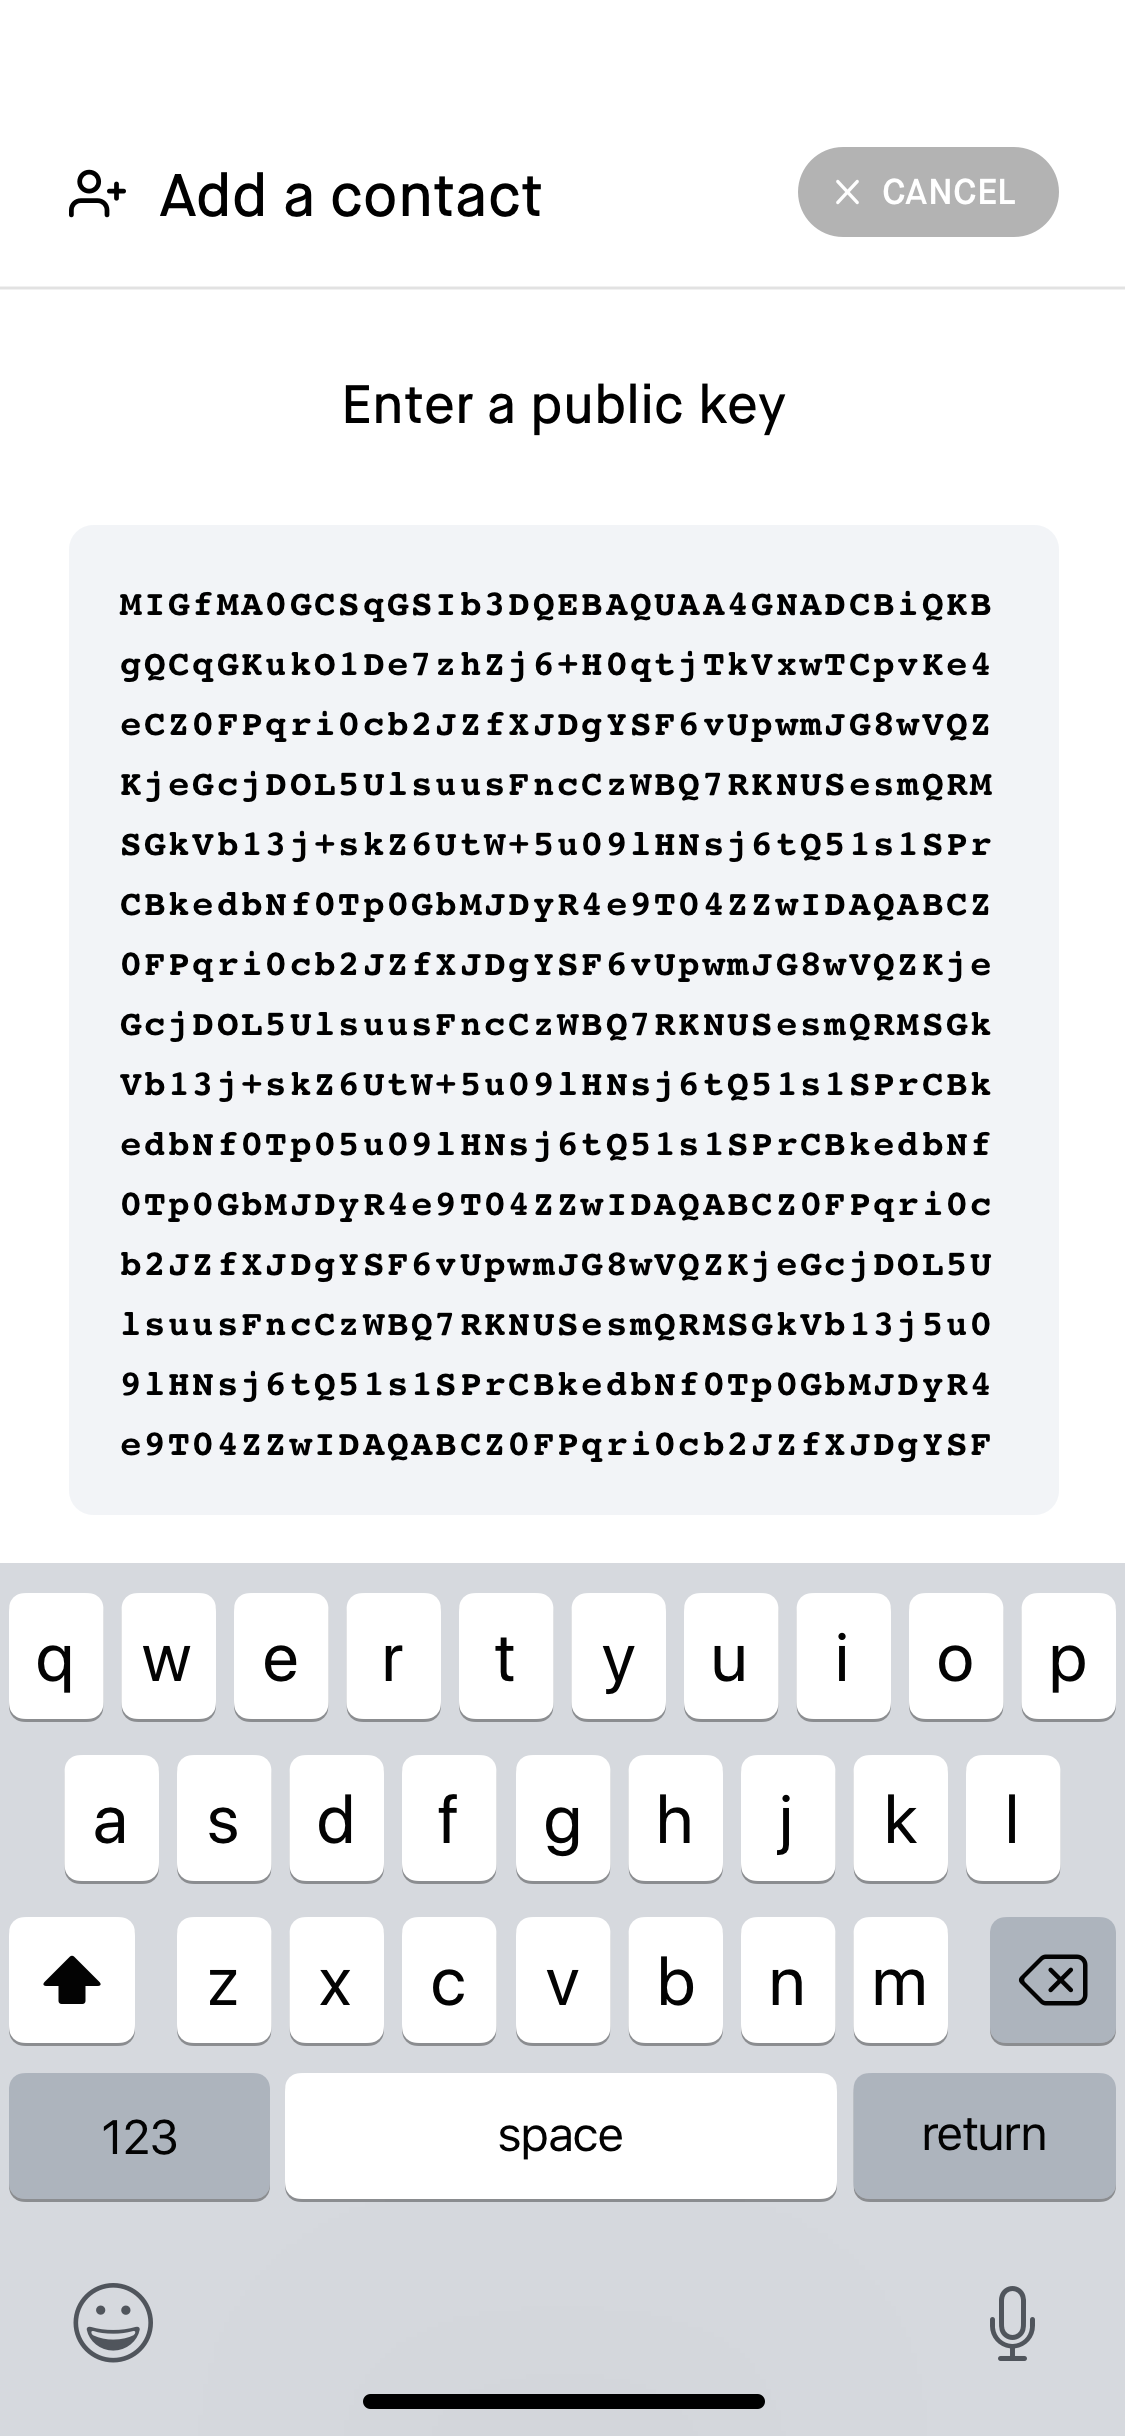 Add a contact
CANCEL
Enter a public key
MIGfMA0GCSqGSIb3DQEBAQUAA4GNADCBiQKB
gQCqGKukO1De7zhZj6+H0qtjTkVxwTCpvKe4
eCZ0FPqri0cb2JZfXJDgYSF6vUpwmJG8wVQZ
KjeGcjDOL5UlsuusFncCzWBQ7RKNUSesmQRM
SGkVb13j+skZ6UtW+5u09lHNsj6tQ51s1SPr
CBkedbNf0Tp0GbMJDyR4e9T04ZZwIDAQABCZ
0FPqri0cb2JZfXJDgYSF6vUpwmJG8wVQZKje
GcjDOL5UlsuusFncCzWBQ7RKNUSesmQRMSGk
Vb13j+skZ6UtW+5u09lHNsj6tQ51s1SPrCBk
edbNf0Tp05u09lHNsj6tQ51s1SPrCBkedbNf
0Tp0GbMJDyR4e9T04ZZwIDAQABCZ0FPqri0c
b2JZfXJDgYSF6vUpwmJG8wVQZKjeGcjDOL5U
lsuusFncCzWBQ7RKNUSesmQRMSGkVb13j5u0
9lHNsj6tQ51s1SPrCBkedbNf0Tp0GbMJDyR4
e9T04ZZwIDAQABCZ0FPqri0cb2JZfXJDgYSF
q w e r t y u i o p
a s d f g h j k l
z x c v b n m
123 space return